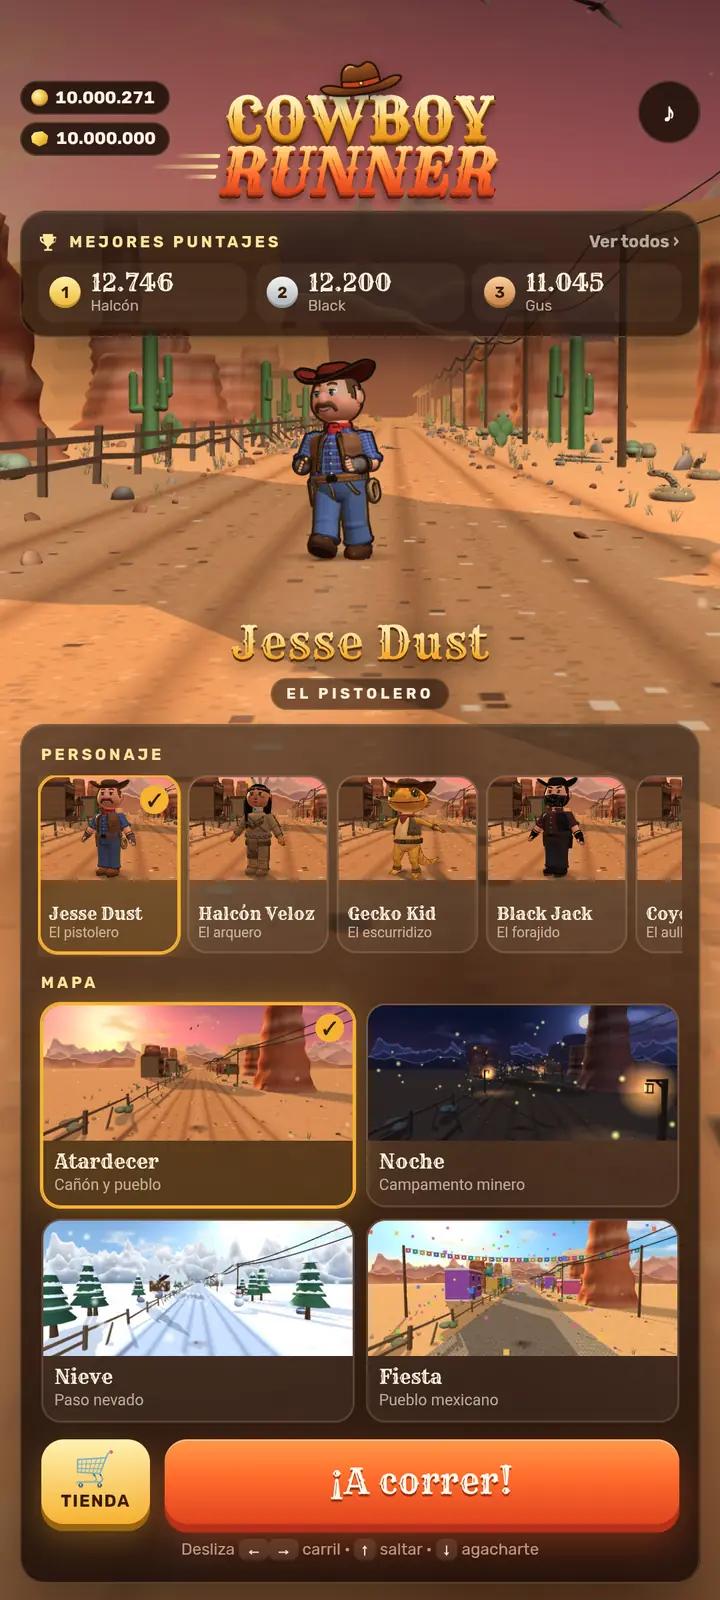 10.000.271
10.000.000
COWBOY
RUNNER
♪
MEJORES PUNTAJES
Ver todos ›
1 12.746
Halcón
2 12.200
Black
3 11.045
Gus
Jesse Dust
EL PISTOLERO
PERSONAJE
Jesse Dust
El pistolero
Halcón Veloz
El arquero
Gecko Kid
El escurridizo
Black Jack
El forajido
MAPA
Atardecer
Cañón y pueblo
Noche
Campamento minero
Nieve
Paso nevado
Fiesta
Pueblo mexicano
TIENDA
¡A correr!
Desliza ← → carril • ↑ saltar • ↓ agacharte